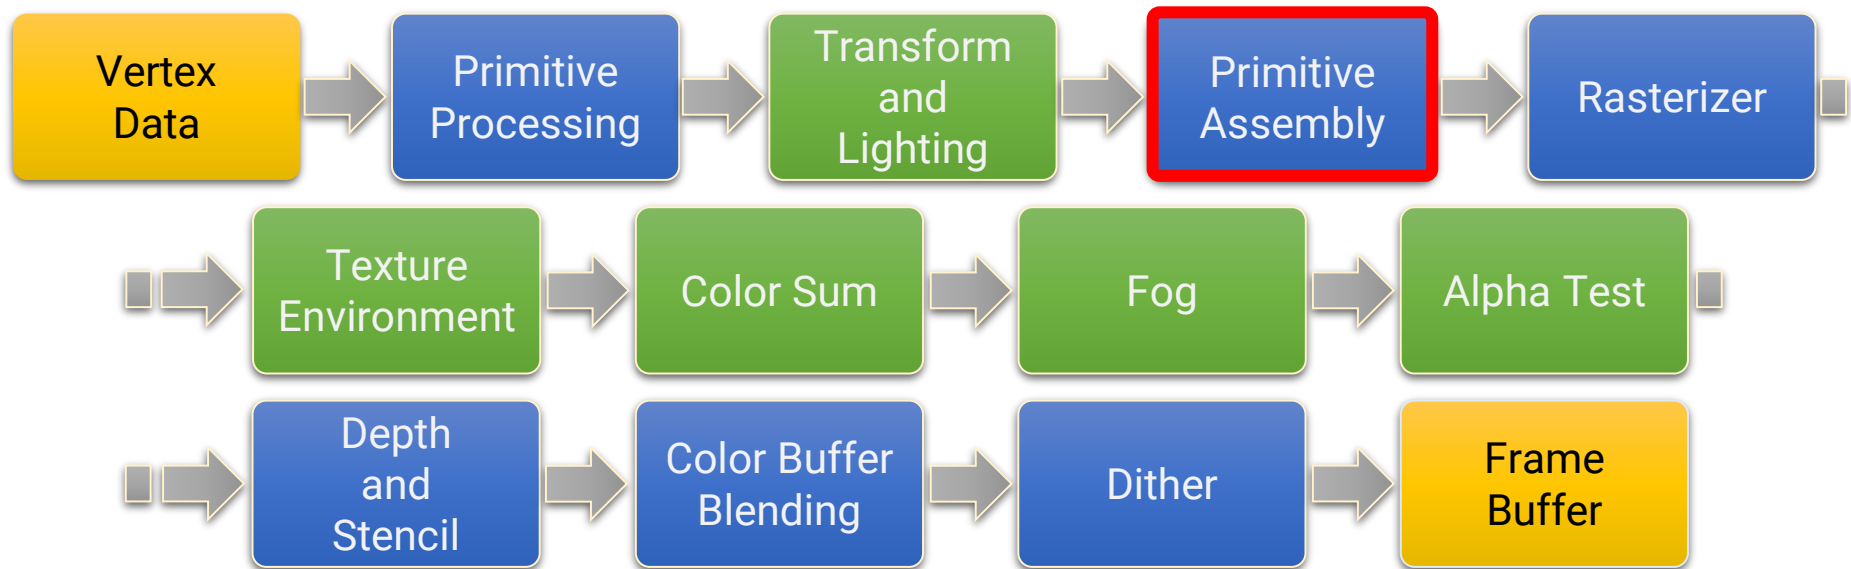 Vertex
Data
Primitive
Processing
Transform
and
Lighting
Primitive
Assembly
Rasterizer
Texture
Environment
Color Sum
Fog
Alpha Test
Depth
and
Stencil
Color Buffer
Blending
Dither
Frame
Buffer